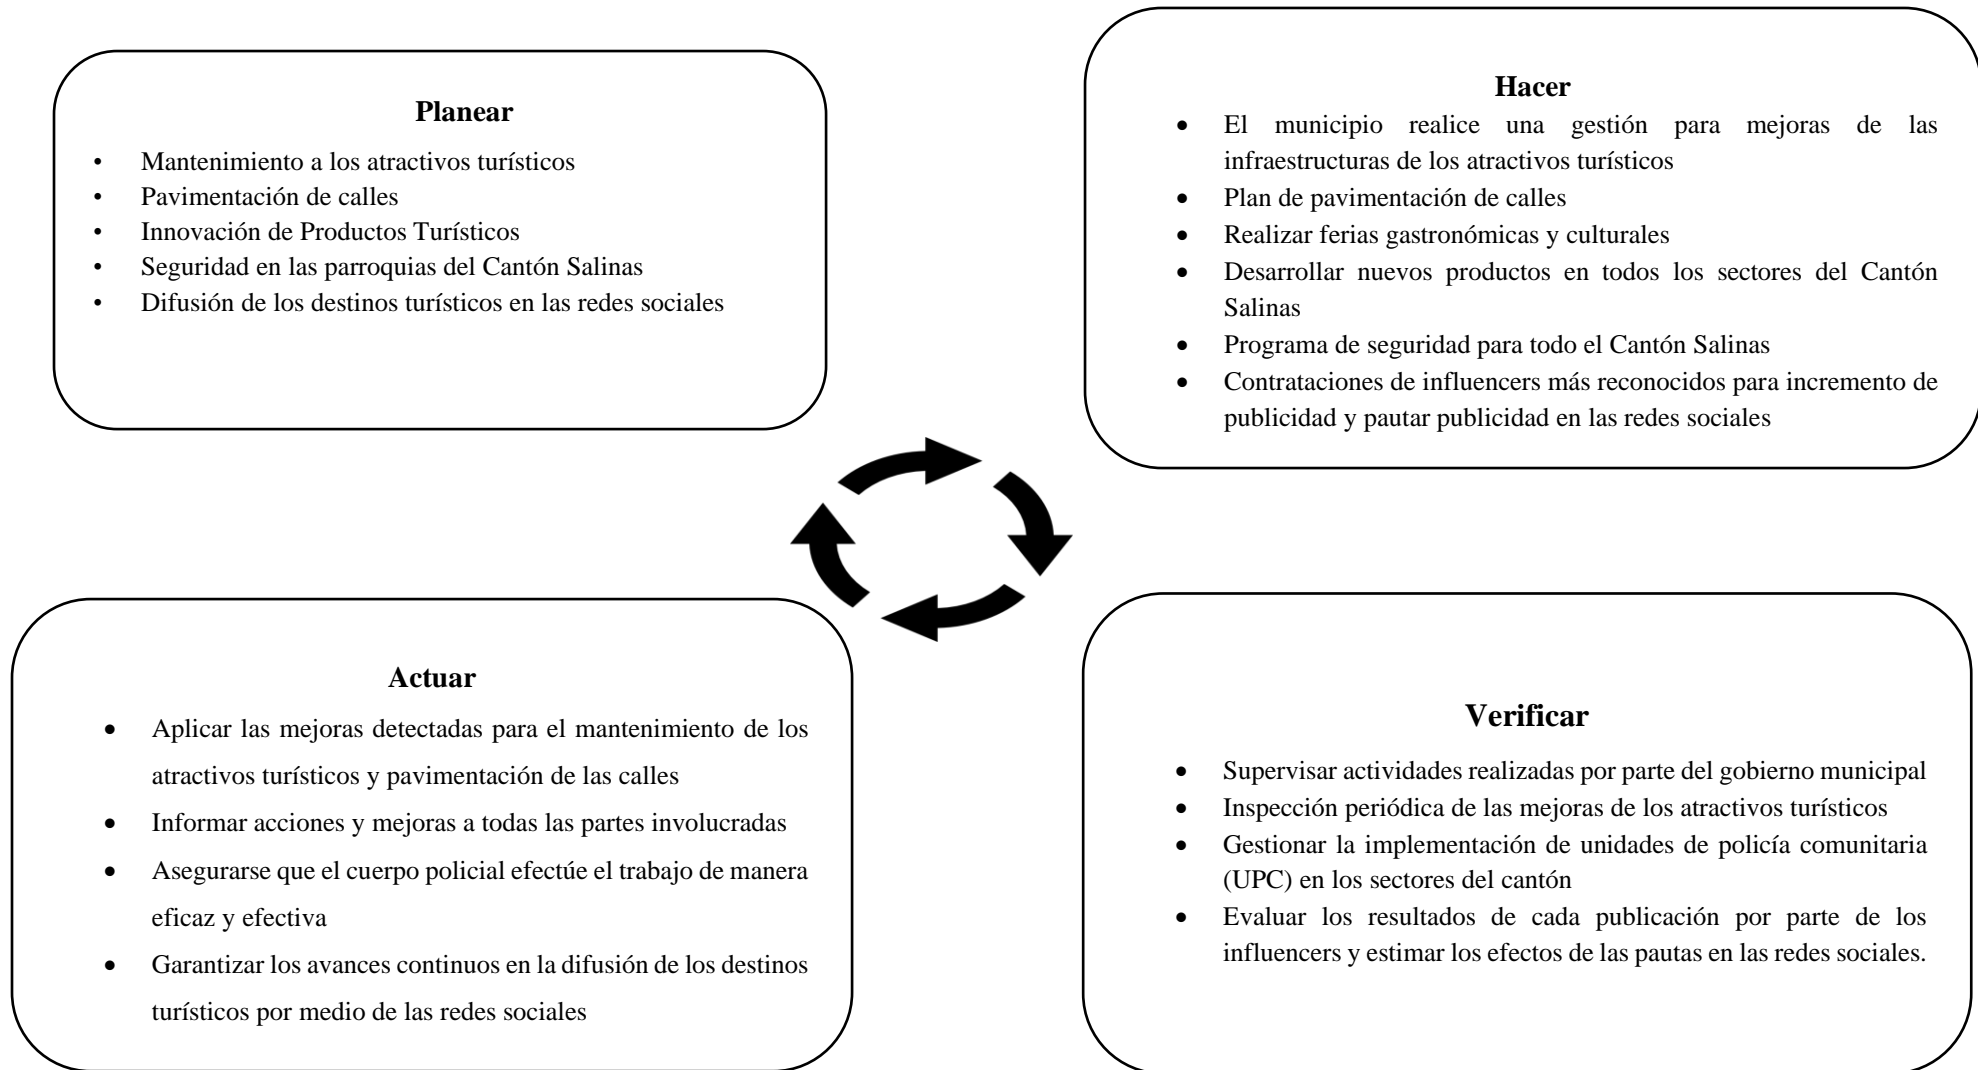 Planear
• Mantenimiento a los atractivos turísticos
• Pavimentación de calles
• Innovación de Productos Turísticos
• Seguridad en las parroquias del Cantón Salinas
• Difusión de los destinos turísticos en las redes sociales
Hacer
• El municipio realice una gestión para mejoras de las
infraestructuras de los atractivos turísticos
• Plan de pavimentación de calles
• Realizar ferias gastronómicas y culturales
• Desarrollar nuevos productos en todos los sectores del Cantón
Salinas
• Programa de seguridad para todo el Cantón Salinas
• Contrataciones de influencers más reconocidos para incremento de
publicidad y pautar publicidad en las redes sociales
Actuar
• Aplicar las mejoras detectadas para el mantenimiento de los
atractivos turísticos y pavimentación de las calles
• Informar acciones y mejoras a todas las partes involucradas
• Asegurarse que el cuerpo policial efectúe el trabajo de manera
eficaz y efectiva
• Garantizar los avances continuos en la difusión de los destinos
turísticos por medio de las redes sociales
Verificar
• Supervisar actividades realizadas por parte del gobierno municipal
• Inspección periódica de las mejoras de los atractivos turísticos
• Gestionar la implementación de unidades de policía comunitaria
(UPC) en los sectores del cantón
• Evaluar los resultados de cada publicación por parte de los
influencers y estimar los efectos de las pautas en las redes sociales.